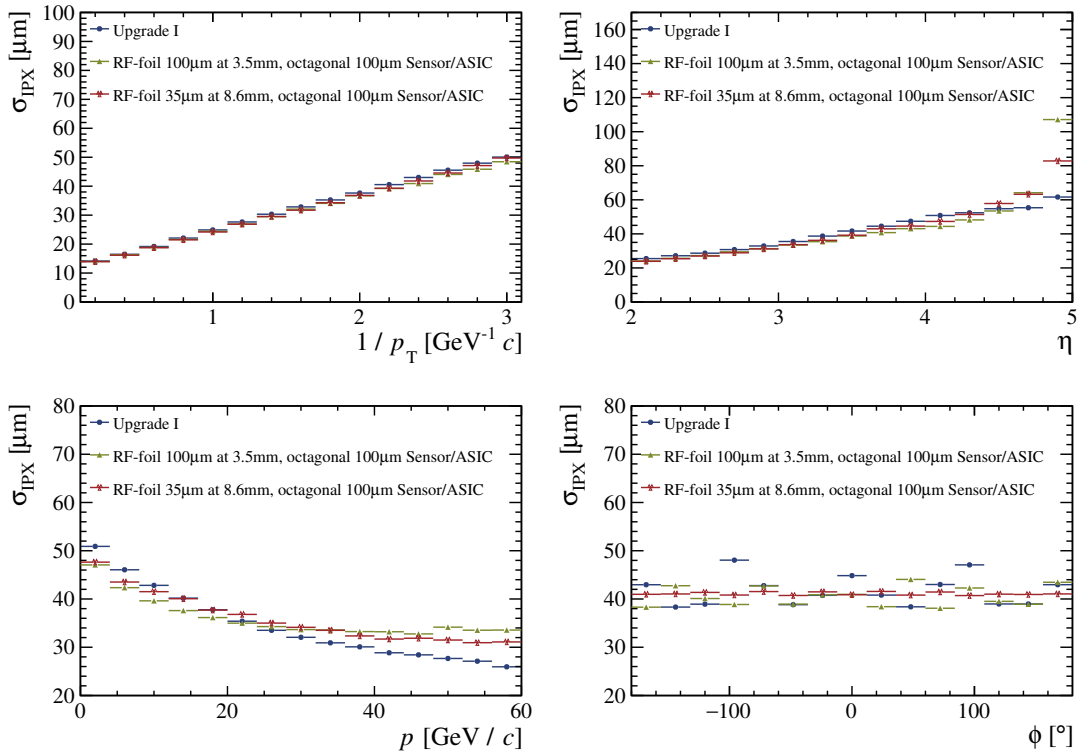 σ_IPX [μm]
100
90
80
70
60
50
40
30
20
10
0
Upgrade I
RF-foil 100μm at 3.5mm, octagonal 100μm Sensor/ASIC
RF-foil 35μm at 8.6mm, octagonal 100μm Sensor/ASIC
1 2 3
1 / p_T [GeV⁻¹ c]
σ_IPX [μm]
160
140
120
100
80
60
40
20
0
Upgrade I
RF-foil 100μm at 3.5mm, octagonal 100μm Sensor/ASIC
RF-foil 35μm at 8.6mm, octagonal 100μm Sensor/ASIC
2 3 4 5
η
σ_IPX [μm]
80
70
60
50
40
30
20
Upgrade I
RF-foil 100μm at 3.5mm, octagonal 100μm Sensor/ASIC
RF-foil 35μm at 8.6mm, octagonal 100μm Sensor/ASIC
0 20 40 60
p [GeV / c]
σ_IPX [μm]
80
70
60
50
40
30
20
Upgrade I
RF-foil 100μm at 3.5mm, octagonal 100μm Sensor/ASIC
RF-foil 35μm at 8.6mm, octagonal 100μm Sensor/ASIC
−100 0 100
ϕ [°]